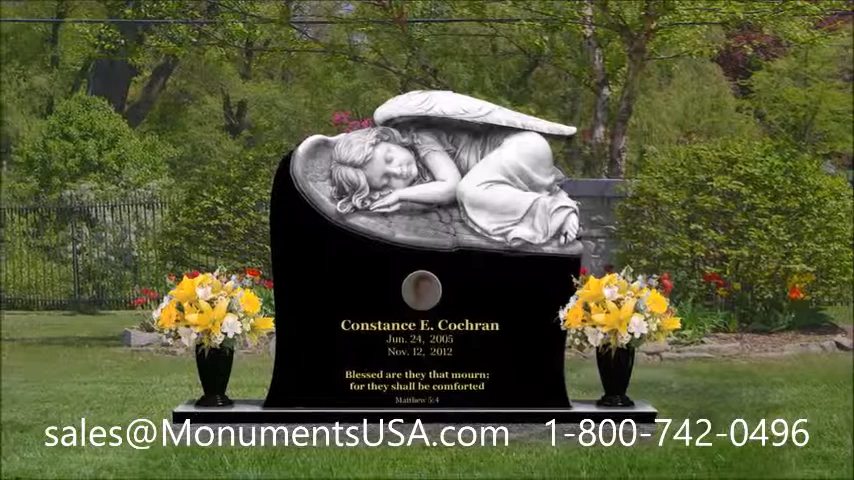 Constance E. Cochran
Jun. 24, 2005
Nov. 12, 2012
Blessed are they that mourn:
for they shall be comforted
Matthew 5:4
sales@MonumentsUSA.com 1-800-742-0496